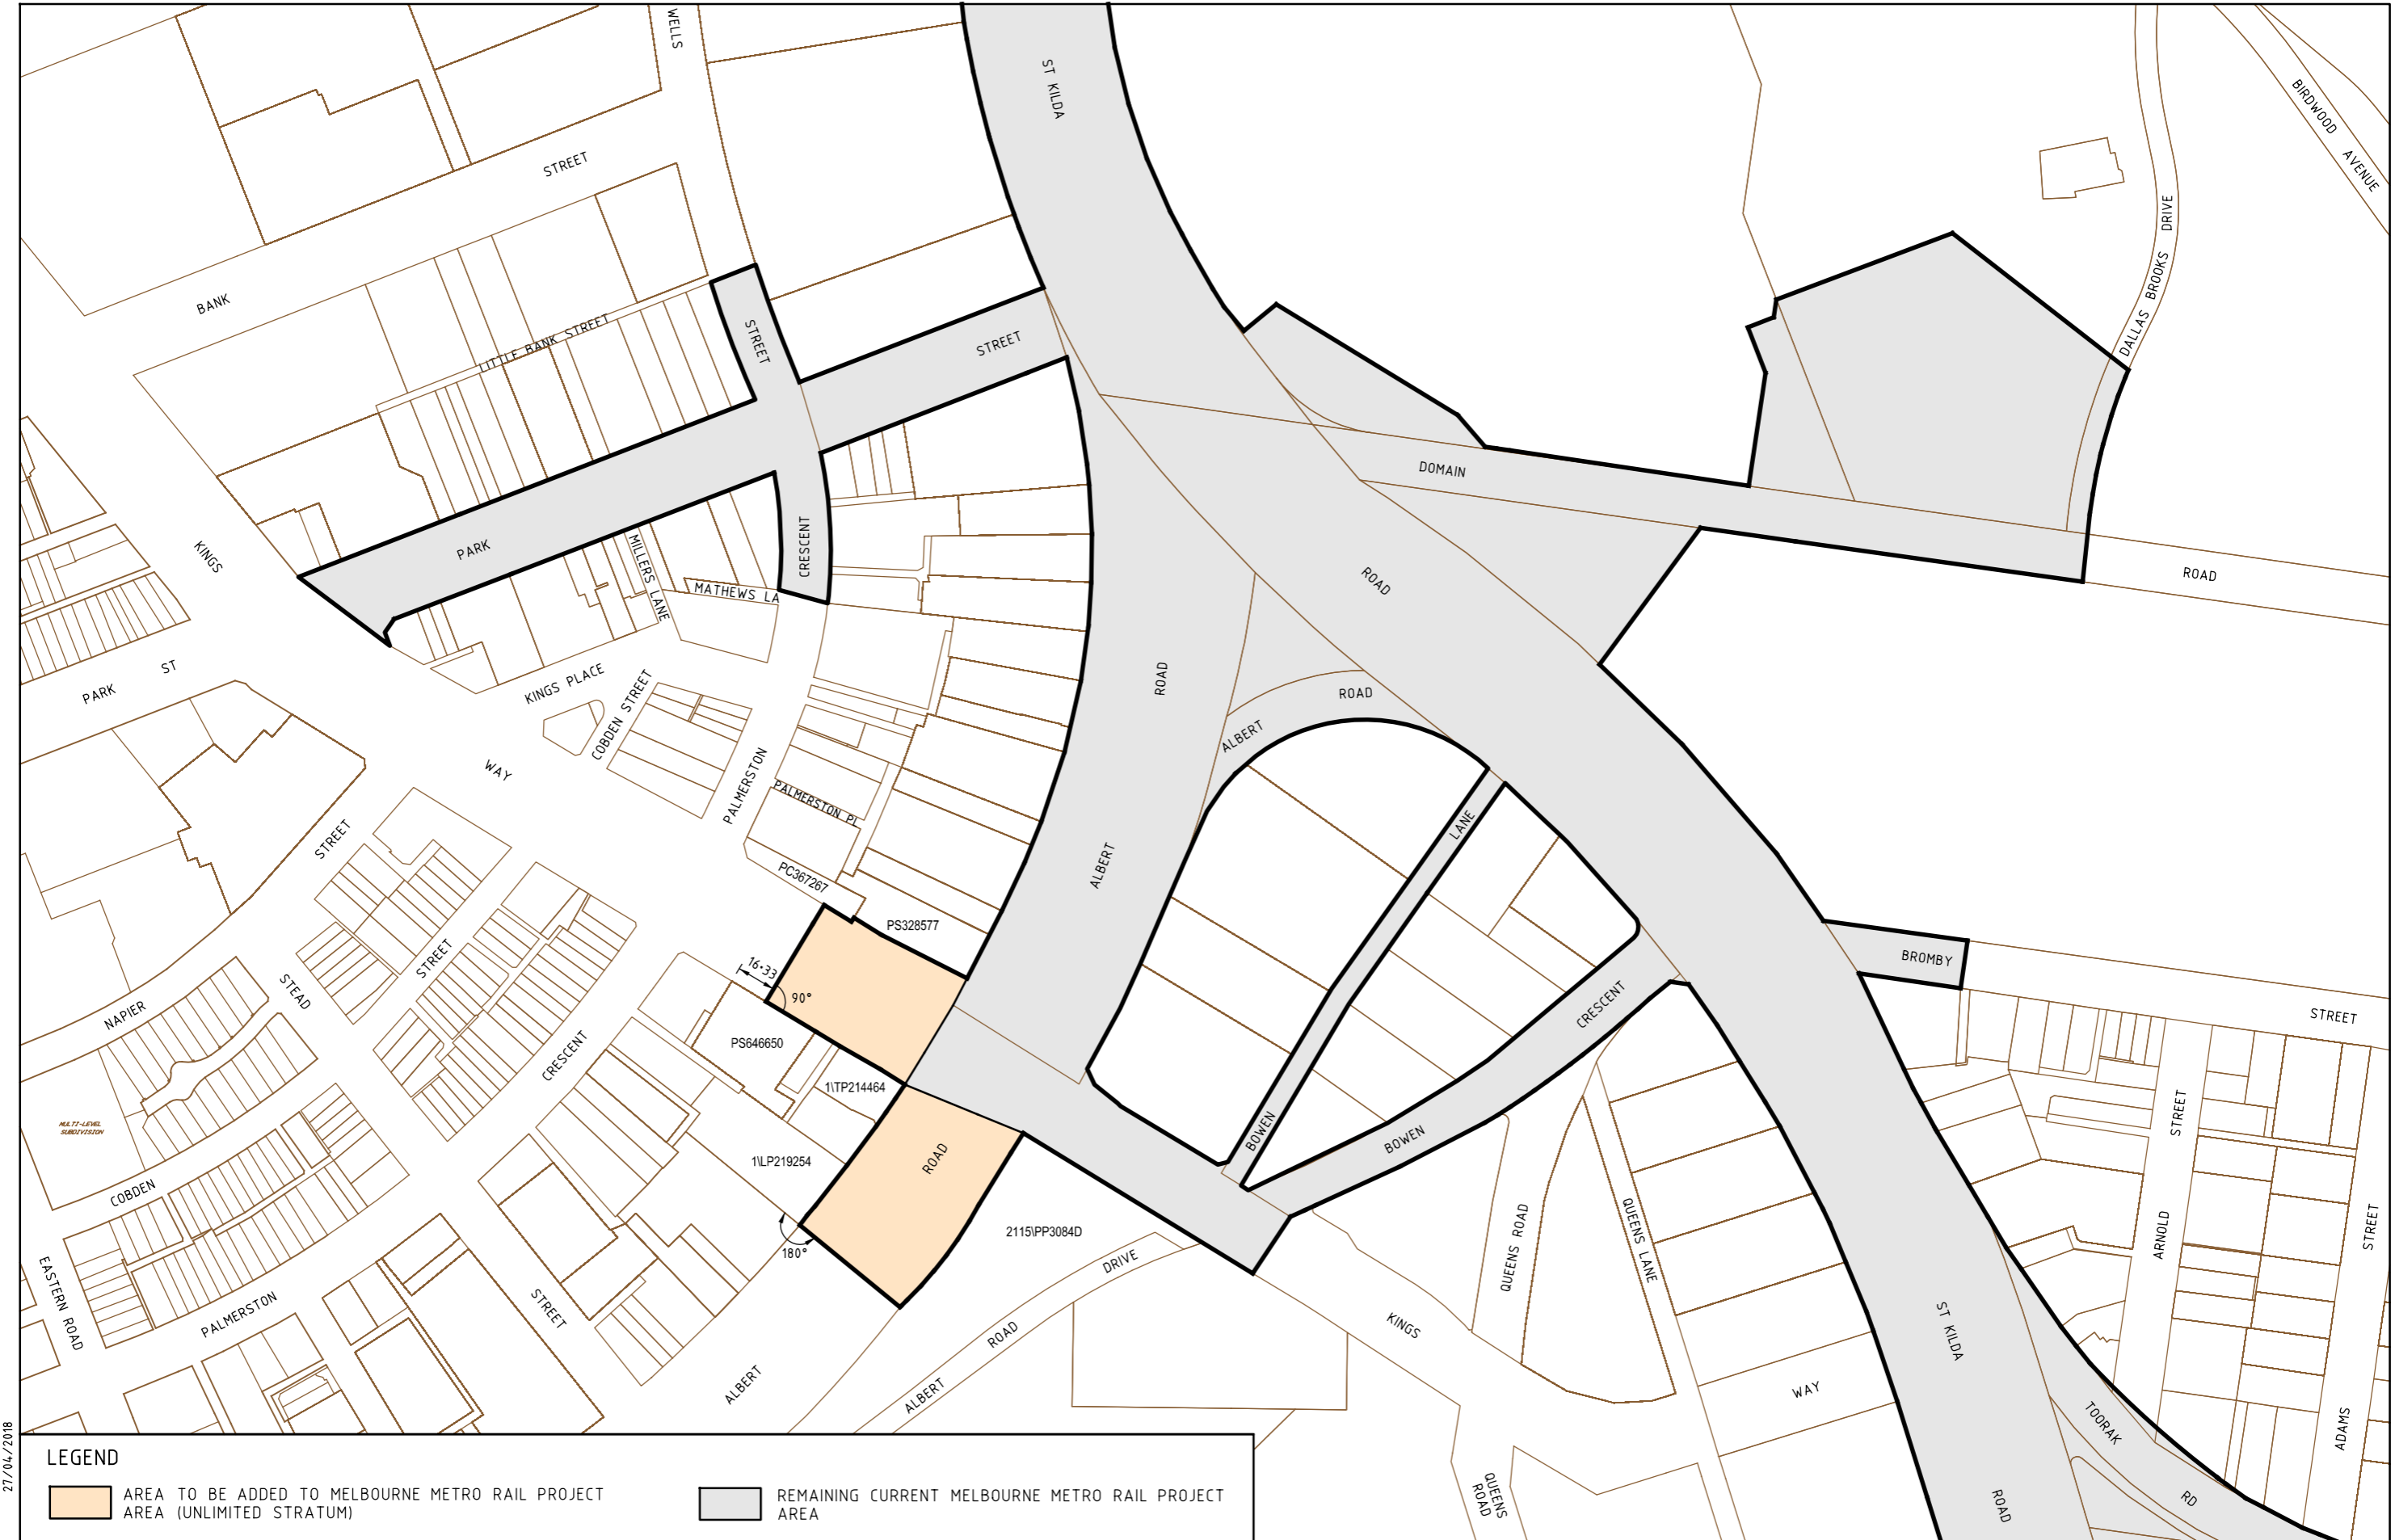 WELLS
ST KILDA
BIRDWOOD
AVENUE
STREET
BANK
DALLAS BROOKS DRIVE
LITTLE BANK STREET
STREET
STREET
DOMAIN
KINGS
PARK
CRESCENT
MILLERS LANE
MATHEWS LA
ROAD
ROAD
PARK ST
KINGS PLACE
COBDEN STREET
ROAD
ROAD
ALBERT
WAY
PALMERSTON
PALMERSTON PL
STREET
LANE
ALBERT
PC367267
PS328577
STREET
BROMBY
16·33
90°
STEAD
CRESCENT
NAPIER
STREET
PS646650
CRESCENT
1\TP214464
MULTI-LEVEL
SUBDIVISION
STREET
BOWEN
BOWEN
ROAD
1\LP219254
COBDEN
2115\PP3084D
QUEENS ROAD
QUEENS LANE
ARNOLD
STREET
180°
DRIVE
EASTERN ROAD
PALMERSTON
STREET
ROAD
KINGS
ST KILDA
ALBERT
ALBERT
WAY
TOORAK
ADAMS
27/04/2018
LEGEND
AREA TO BE ADDED TO MELBOURNE METRO RAIL PROJECT
AREA (UNLIMITED STRATUM)
REMAINING CURRENT MELBOURNE METRO RAIL PROJECT
AREA
QUEENS
ROAD
ROAD
RD